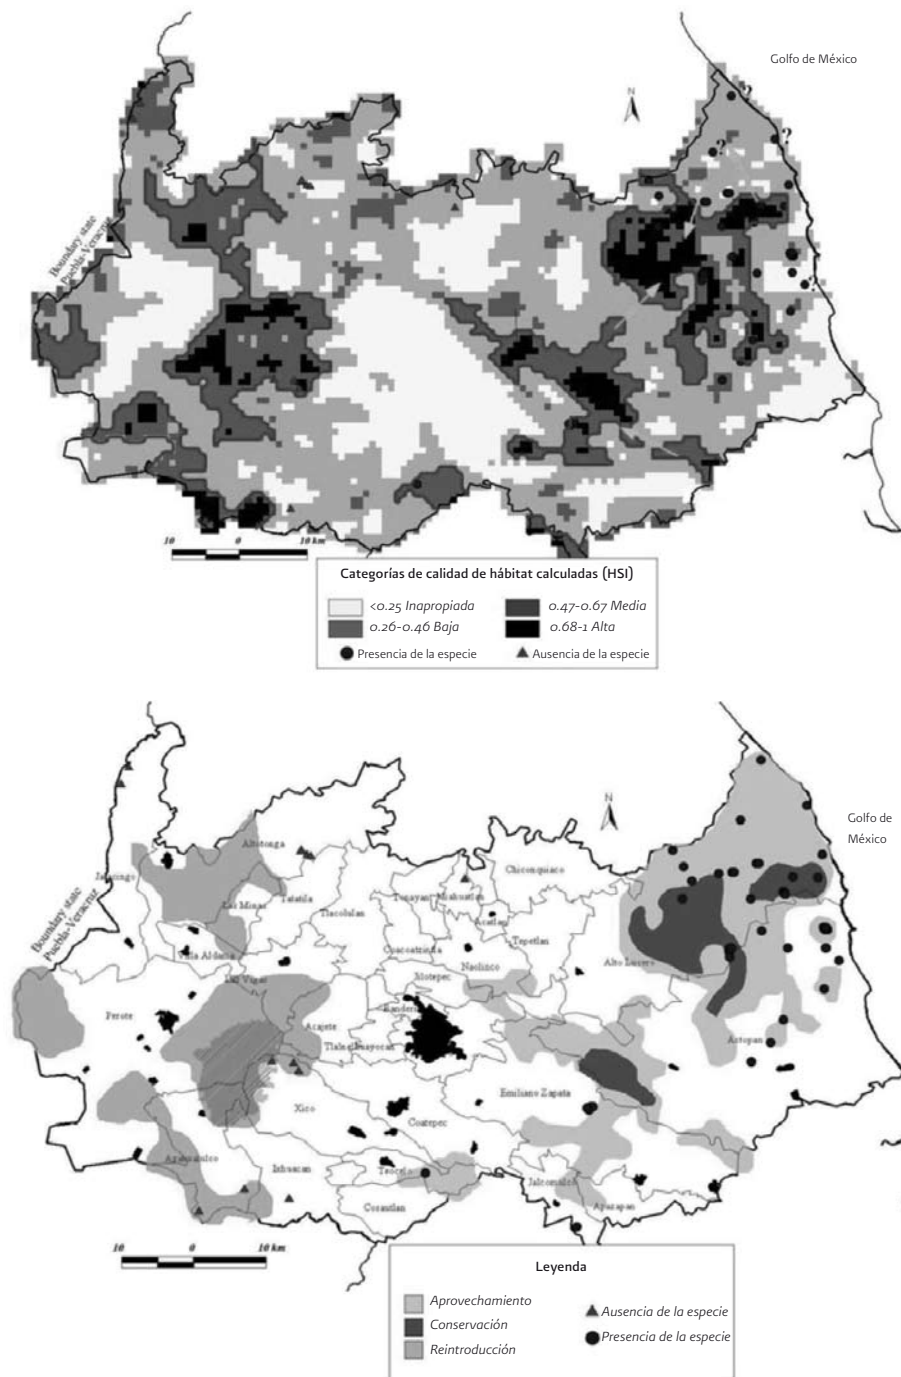 Golfo de México
N
?
?
?
?
Boundary state
Puebla-Veracruz
10 0 10 km
Categorías de calidad de hábitat calculadas (HSI)
<0.25 Inapropiada
0.47-0.67 Media
0.26-0.46 Baja
0.68-1 Alta
Presencia de la especie
Ausencia de la especie
N
Golfo de
México
Boundary state
Puebla-Veracruz
Altotonga
Jalacingo
Las Minas
Tatatila
Tlacolulan
Tonayan
Miahuatlan
Chiconquiaco
Acatlan
Tepetlan
Villa Aldama
Coacoatzintla
Naolinco
Alto Lucero
Las Vigas
Perote
Acajete
Actopan
Emiliano Zapata
Xico
Coatepec
Ixhuacan
Teocelo
Jalcomulco
Cosautlan
Apazapan
10 0 10 km
Leyenda
Aprovechamiento
Conservación
Reintroducción
Ausencia de la especie
Presencia de la especie